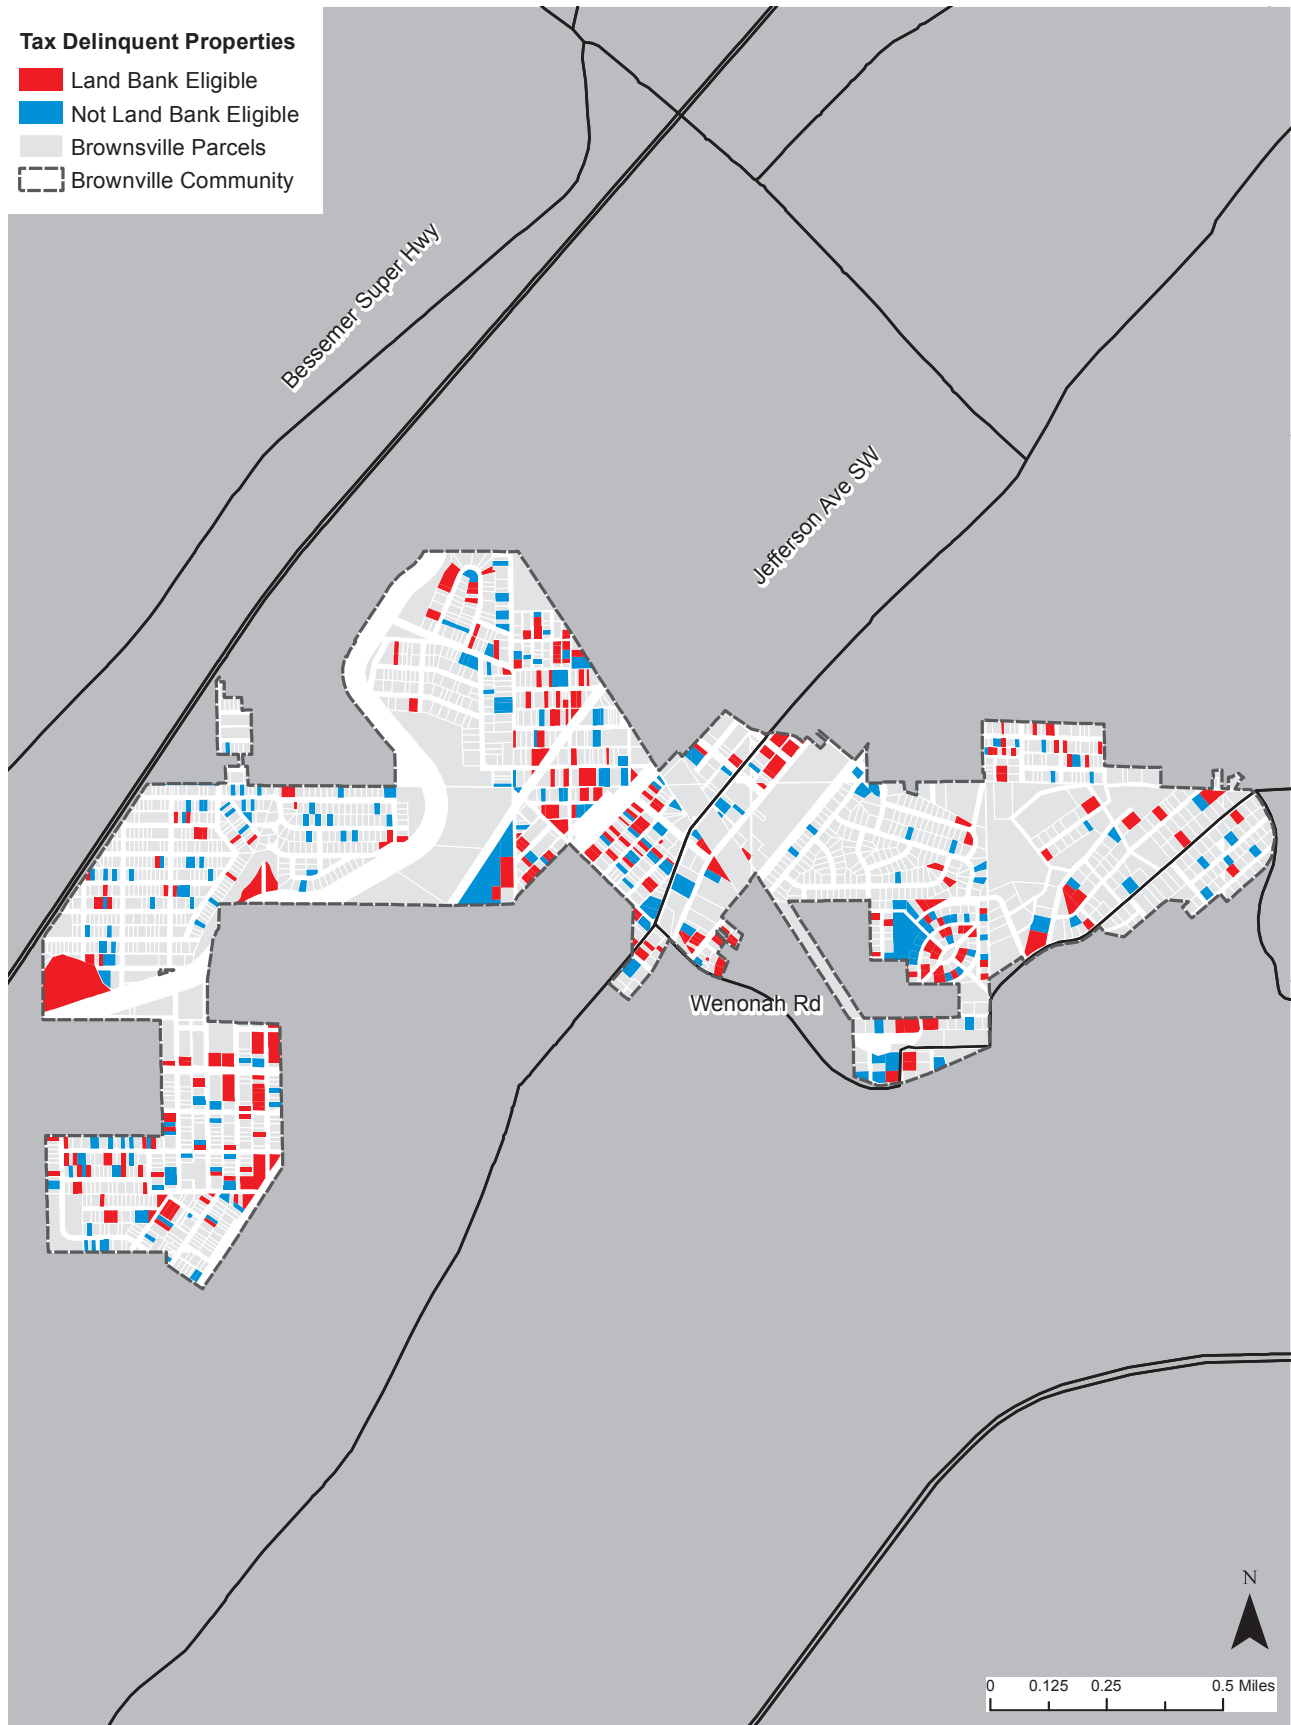 Tax Delinquent Properties
Land Bank Eligible
Not Land Bank Eligible
Brownsville Parcels
Brownville Community
Bessemer Super Hwy
Jefferson Ave SW
Wenonah Rd
N
0 0.125 0.25 0.5 Miles